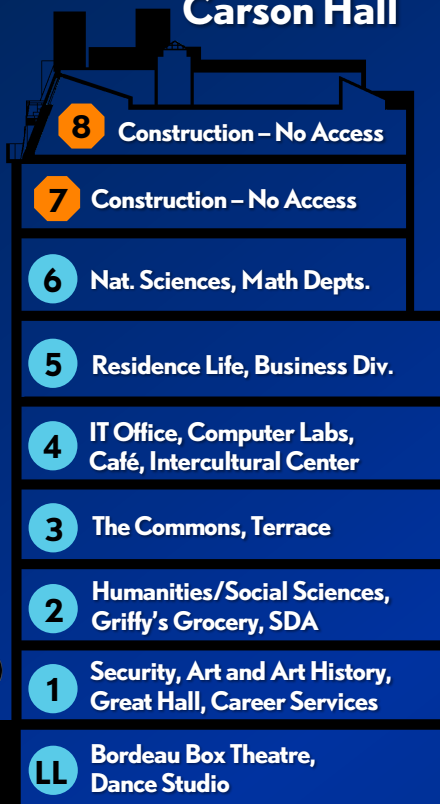 Carson Hall
8 Construction – No Access
7 Construction – No Access
6 Nat. Sciences, Math Depts.
5 Residence Life, Business Div.
4 IT Office, Computer Labs,
Café, Intercultural Center
3 The Commons, Terrace
2 Humanities/Social Sciences,
Griffy's Grocery, SDA
1 Security, Art and Art History,
Great Hall, Career Services
LL Bordeau Box Theatre,
Dance Studio